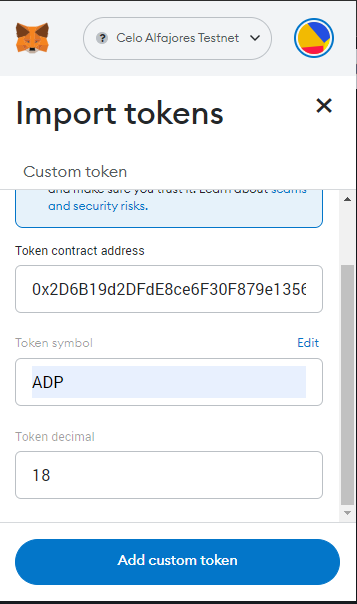 Celo Alfajores Testnet
Import tokens
Custom token
and make sure you trust it. Learn about scams
and security risks.
Token contract address
0x2D6B19d2DFdE8ce6F30F879e1356
Token symbol
Edit
ADP
Token decimal
18
Add custom token